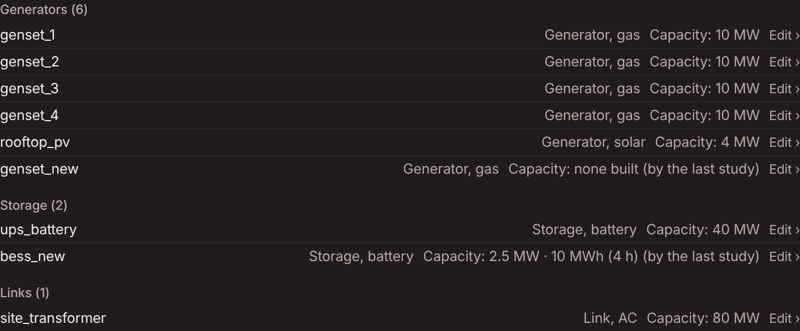 Generators (6)
genset_1 Generator, gas Capacity: 10 MW Edit ›
genset_2 Generator, gas Capacity: 10 MW Edit ›
genset_3 Generator, gas Capacity: 10 MW Edit ›
genset_4 Generator, gas Capacity: 10 MW Edit ›
rooftop_pv Generator, solar Capacity: 4 MW Edit ›
genset_new Generator, gas Capacity: none built (by the last study) Edit ›
Storage (2)
ups_battery Storage, battery Capacity: 40 MW Edit ›
bess_new Storage, battery Capacity: 2.5 MW · 10 MWh (4 h) (by the last study) Edit ›
Links (1)
site_transformer Link, AC Capacity: 80 MW Edit ›